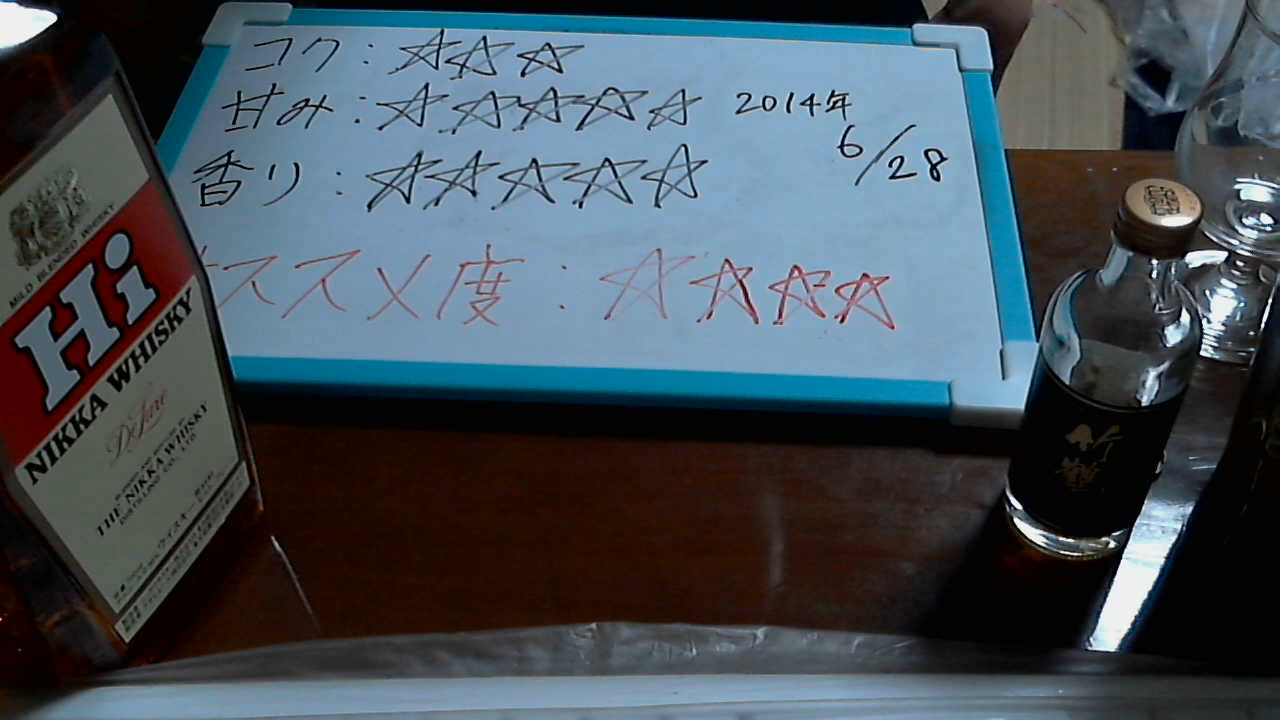 コク:☆☆☆
甘み:☆☆☆☆☆
2014年
6/28
香り:☆☆☆☆☆
ススメ度:☆☆☆☆
MILD BLENDED WHISKY
Hi
NIKKA WHISKY
Deluxe
THE NIKKA WHISKY
竹鶴